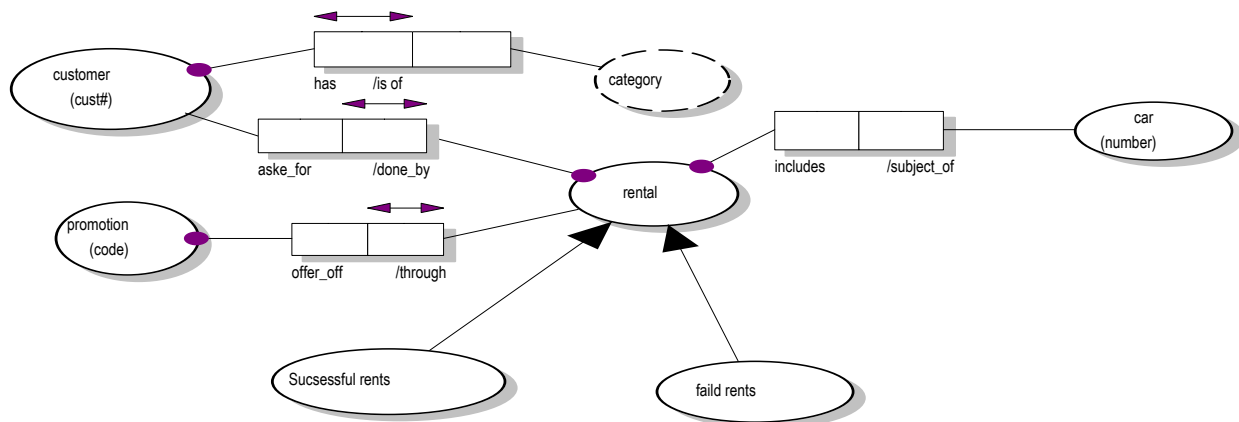 customer
(cust#)
has /is of
category
aske_for /done_by
car
(number)
includes /subject_of
rental
promotion
(code)
offer_off /through
Sucsessful rents
faild rents